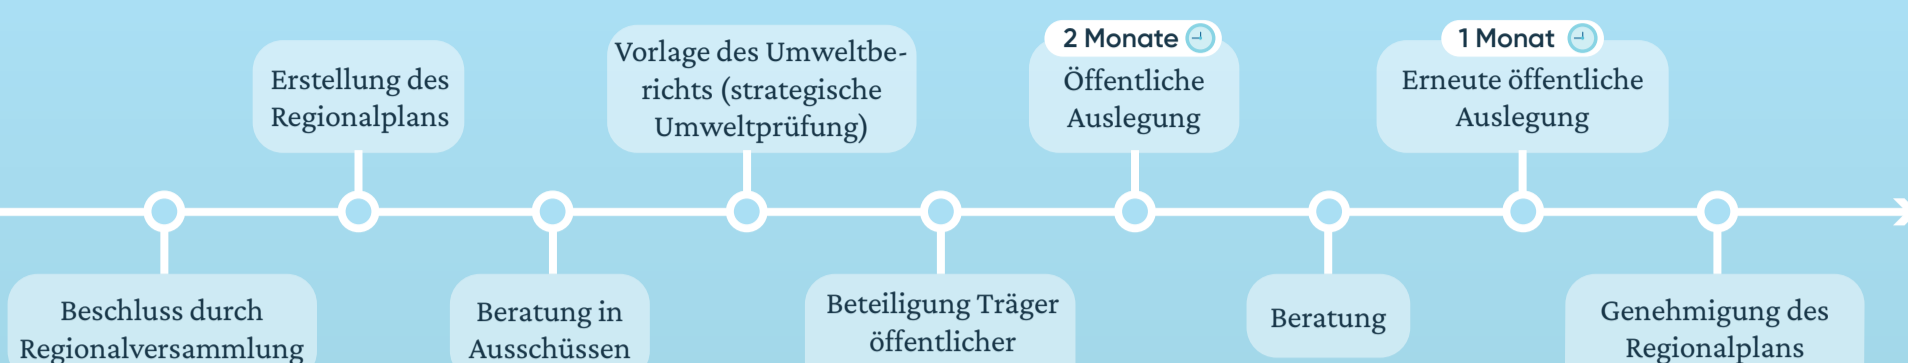 Beschluss durch
Regionalversammlung
Erstellung des
Regionalplans
Beratung in
Ausschüssen
Vorlage des Umweltbe-
richts (strategische
Umweltprüfung)
Beteiligung Träger
öffentlicher
2 Monate
Öffentliche
Auslegung
Beratung
1 Monat
Erneute öffentliche
Auslegung
Genehmigung des
Regionalplans